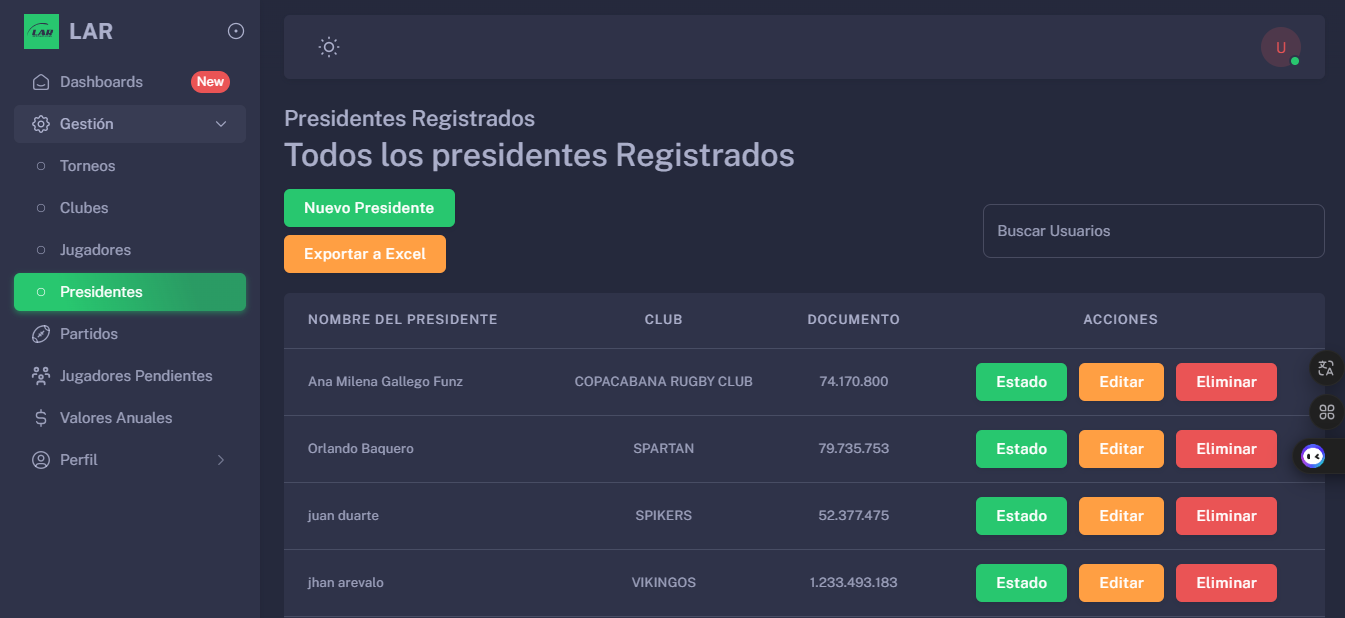 LAR
LAR
Dashboards New
Gestión
Torneos
Clubes
Jugadores
Presidentes
Partidos
Jugadores Pendientes
Valores Anuales
Perfil
U
Presidentes Registrados
Todos los presidentes Registrados
Nuevo Presidente
Exportar a Excel
Buscar Usuarios
NOMBRE DEL PRESIDENTE CLUB DOCUMENTO ACCIONES
Ana Milena Gallego Funz COPACABANA RUGBY CLUB 74.170.800 Estado Editar Eliminar
Orlando Baquero SPARTAN 79.735.753 Estado Editar Eliminar
juan duarte SPIKERS 52.377.475 Estado Editar Eliminar
jhan arevalo VIKINGOS 1.233.493.183 Estado Editar Eliminar